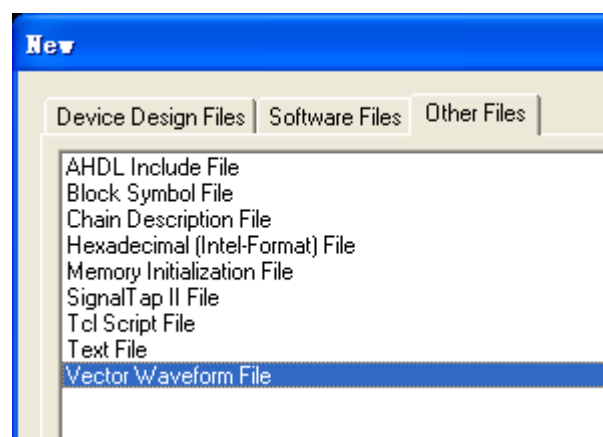 New
Device Design Files Software Files Other Files
AHDL Include File
Block Symbol File
Chain Description File
Hexadecimal (Intel-Format) File
Memory Initialization File
SignalTap II File
Tcl Script File
Text File
Vector Waveform File